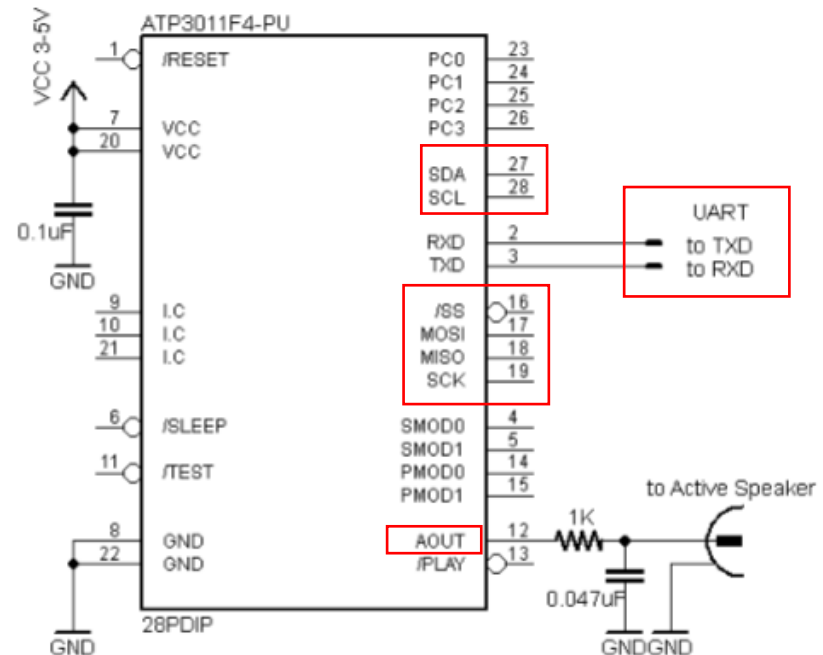 ATP3011F4-PU
VCC 3-5V
1 /RESET
7 VCC
20 VCC
0.1uF
GND
9 I.C
10 I.C
21 I.C
6 /SLEEP
11 /TEST
8 GND
22 GND
GND
28PDIP
PC0 23
PC1 24
PC2 25
PC3 26
SDA 27
SCL 28
RXD 2
TXD 3
UART
to TXD
to RXD
/SS 16
MOSI 17
MISO 18
SCK 19
SMOD0 4
SMOD1 5
PMOD0 14
PMOD1 15
AOUT 12
/PLAY 13
to Active Speaker
1K
0.047uF
GND GND